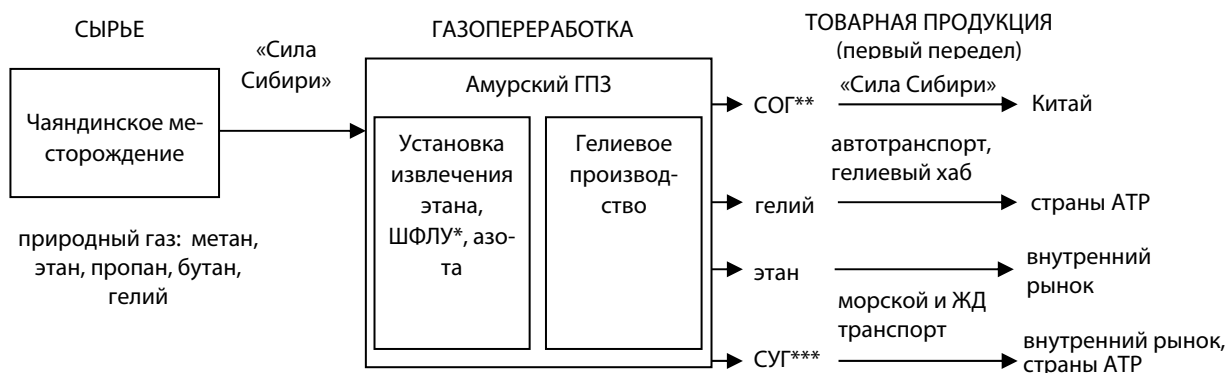 СЫРЬЕ
«Сила
Сибири»
Чаяндинское ме-
сторождение
природный газ: метан,
этан, пропан, бутан,
гелий
ГАЗОПЕРЕРАБОТКА
Амурский ГПЗ
Установка
извлечения
этана,
ШФЛУ*, азо-
та
Гелиевое
производ-
ство
ТОВАРНАЯ ПРОДУКЦИЯ
(первый передел)
СОГ**
«Сила Сибири»
Китай
гелий
автотранспорт,
гелиевый хаб
страны АТР
этан
внутренний
рынок
СУГ***
морской и ЖД
транспорт
внутренний рынок,
страны АТР